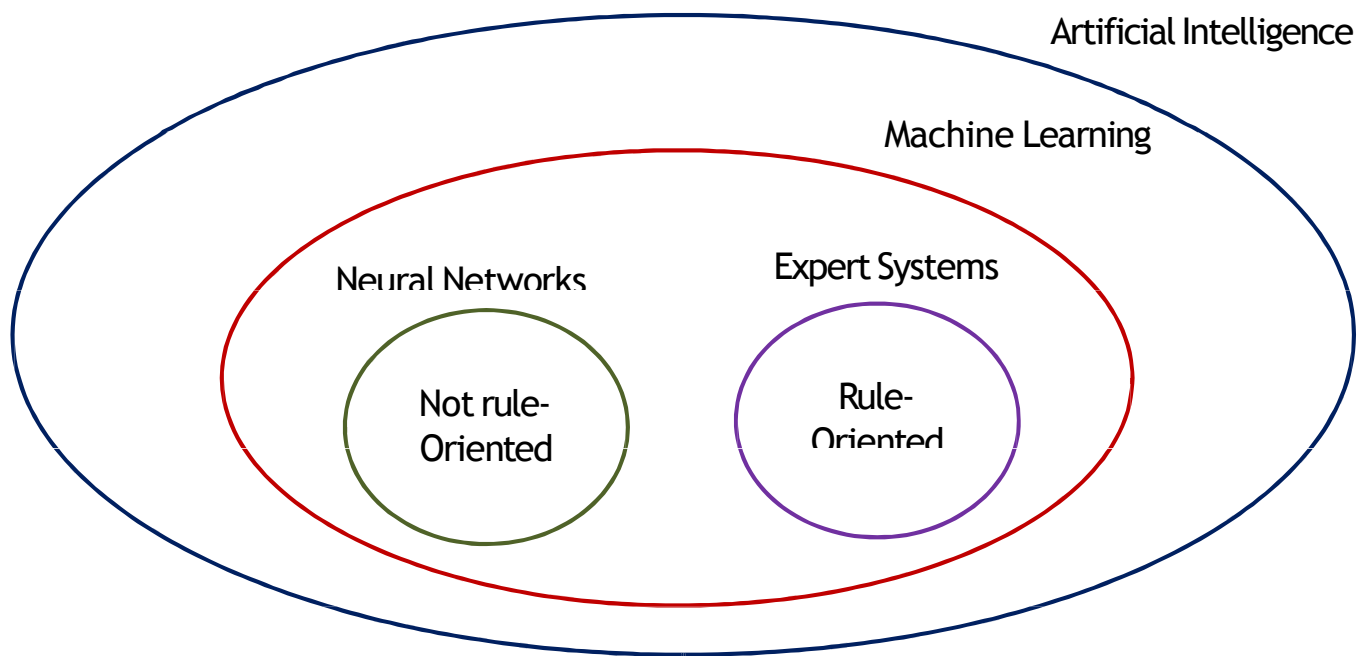 Artificial Intelligence
Machine Learning
Neural Networks
Expert Systems
Not rule-
Oriented
Rule-
Oriented